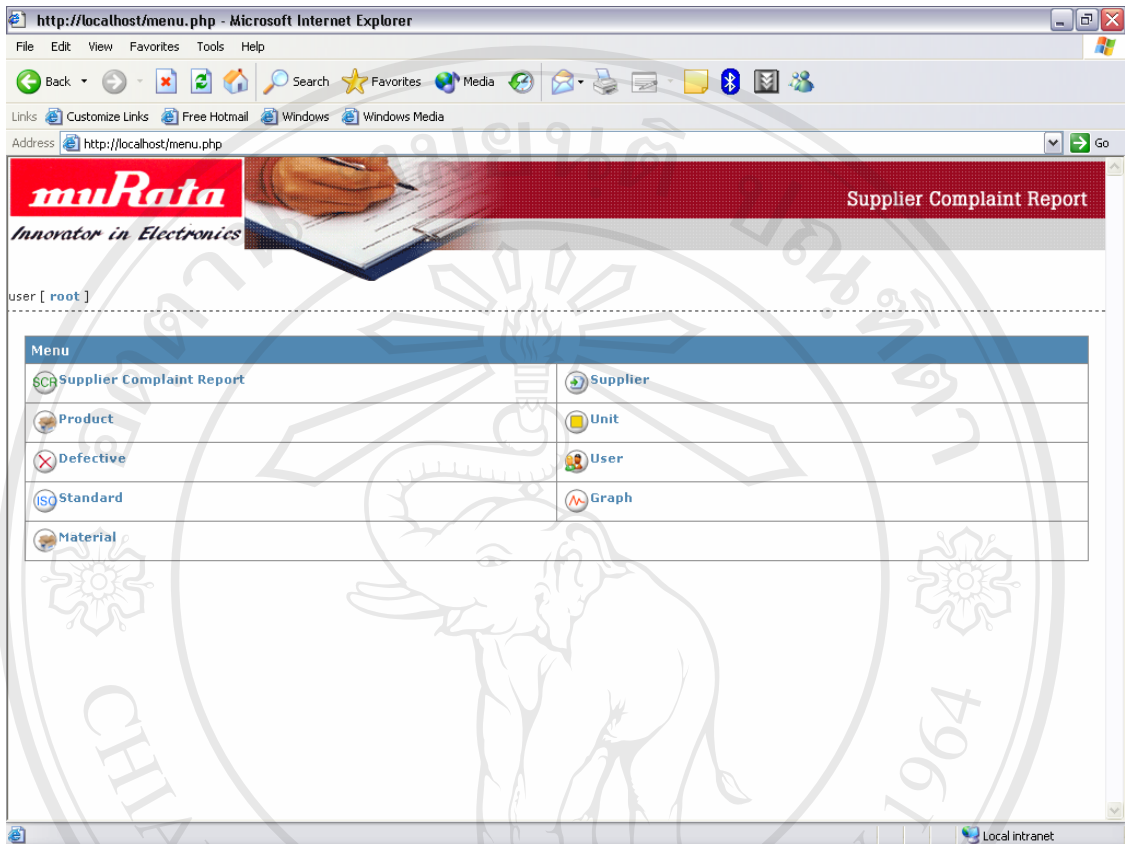 http://localhost/menu.php - Microsoft Internet Explorer
File Edit View Favorites Tools Help
Back Search Favorites Media
Links Customize Links Free Hotmail Windows Windows Media
Address http://localhost/menu.php Go
muRata
Innovator in Electronics
Supplier Complaint Report
user [ root ]
Menu
SCR Supplier Complaint Report Supplier
Product Unit
Defective User
ISO Standard Graph
Material
CHIA
1964
Local intranet